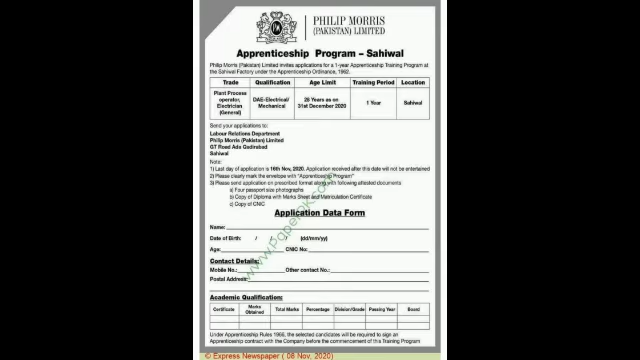 PHILIP MORRIS
(PAKISTAN) LIMITED
Apprenticeship Program – Sahiwal
Philip Morris (Pakistan) Limited invites applications for a 1-year Apprenticeship Training Program at
the Sahiwal Factory under the Apprenticeship Ordinance, 1962.
Trade Qualification Age Limit Training Period Location
Plant Process
operator,
Electrician
(General)
DAE-Electrical/
Mechanical
28 Years as on
31st December 2020
1 Year
Sahiwal
Send your applications to:
Labour Relations Department
Philip Morris (Pakistan) Limited
GT Road Ada Qadirabad
Sahiwal
Note:
1) Last day of application is 16th Nov, 2020. Application received after this date will not be entertained
2) Please clearly mark the envelope with "Apprenticeship Program"
3) Please send application on prescribed format along with following attested documents
a) Four passport size photographs
b) Copy of Diploma with Marks Sheet and Matriculation Certificate
c) Copy of CNIC
Application Data Form
Name:
Date of Birth: / / (dd/mm/yy)
Age: CNIC No:
Contact Details:
Mobile No.: Other contact No.:
Postal Address:
Academic Qualification:
Certificate Marks Obtained Total Marks Percentage Division/Grade Passing Year Board
Under Apprenticeship Rules 1966, the selected candidates will be required to sign an
Apprenticeship contract with the Company before the commencement of this Training Program
© Express Newspaper ( 08 Nov, 2020)